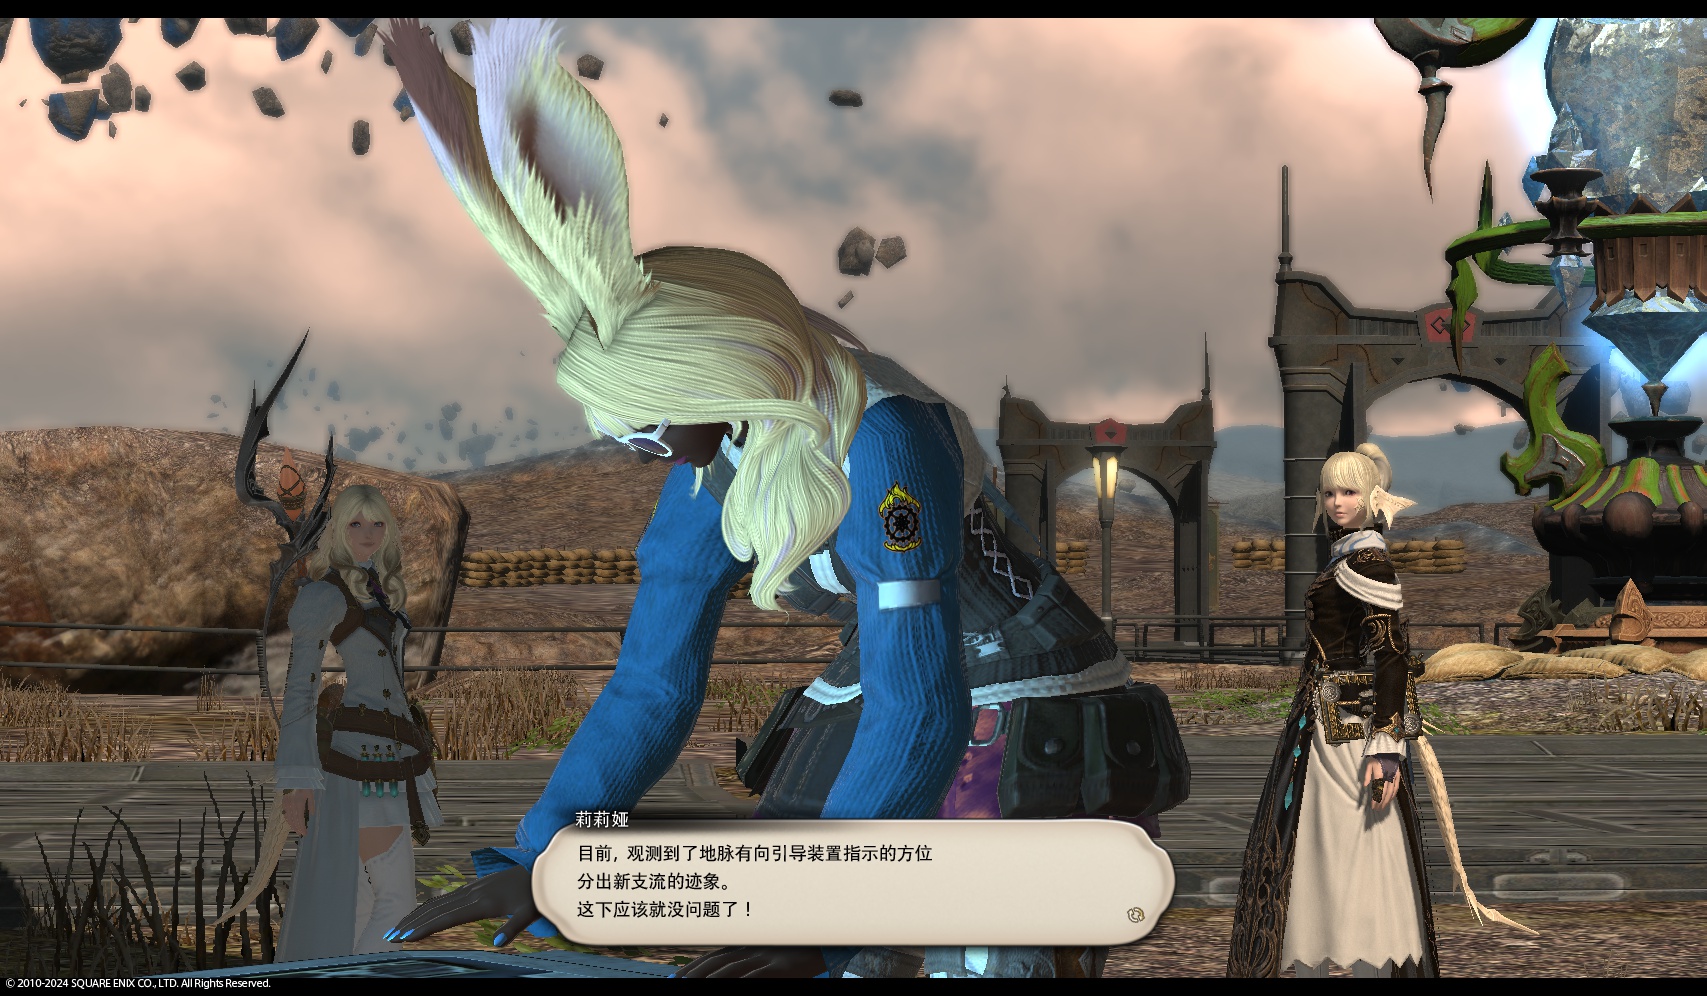 莉莉娅
目前，观测到了地脉有向引导装置指示的方位
分出新支流的迹象。
这下应该就没问题了！
© 2010-2024 SQUARE ENIX CO., LTD. All Rights Reserved.